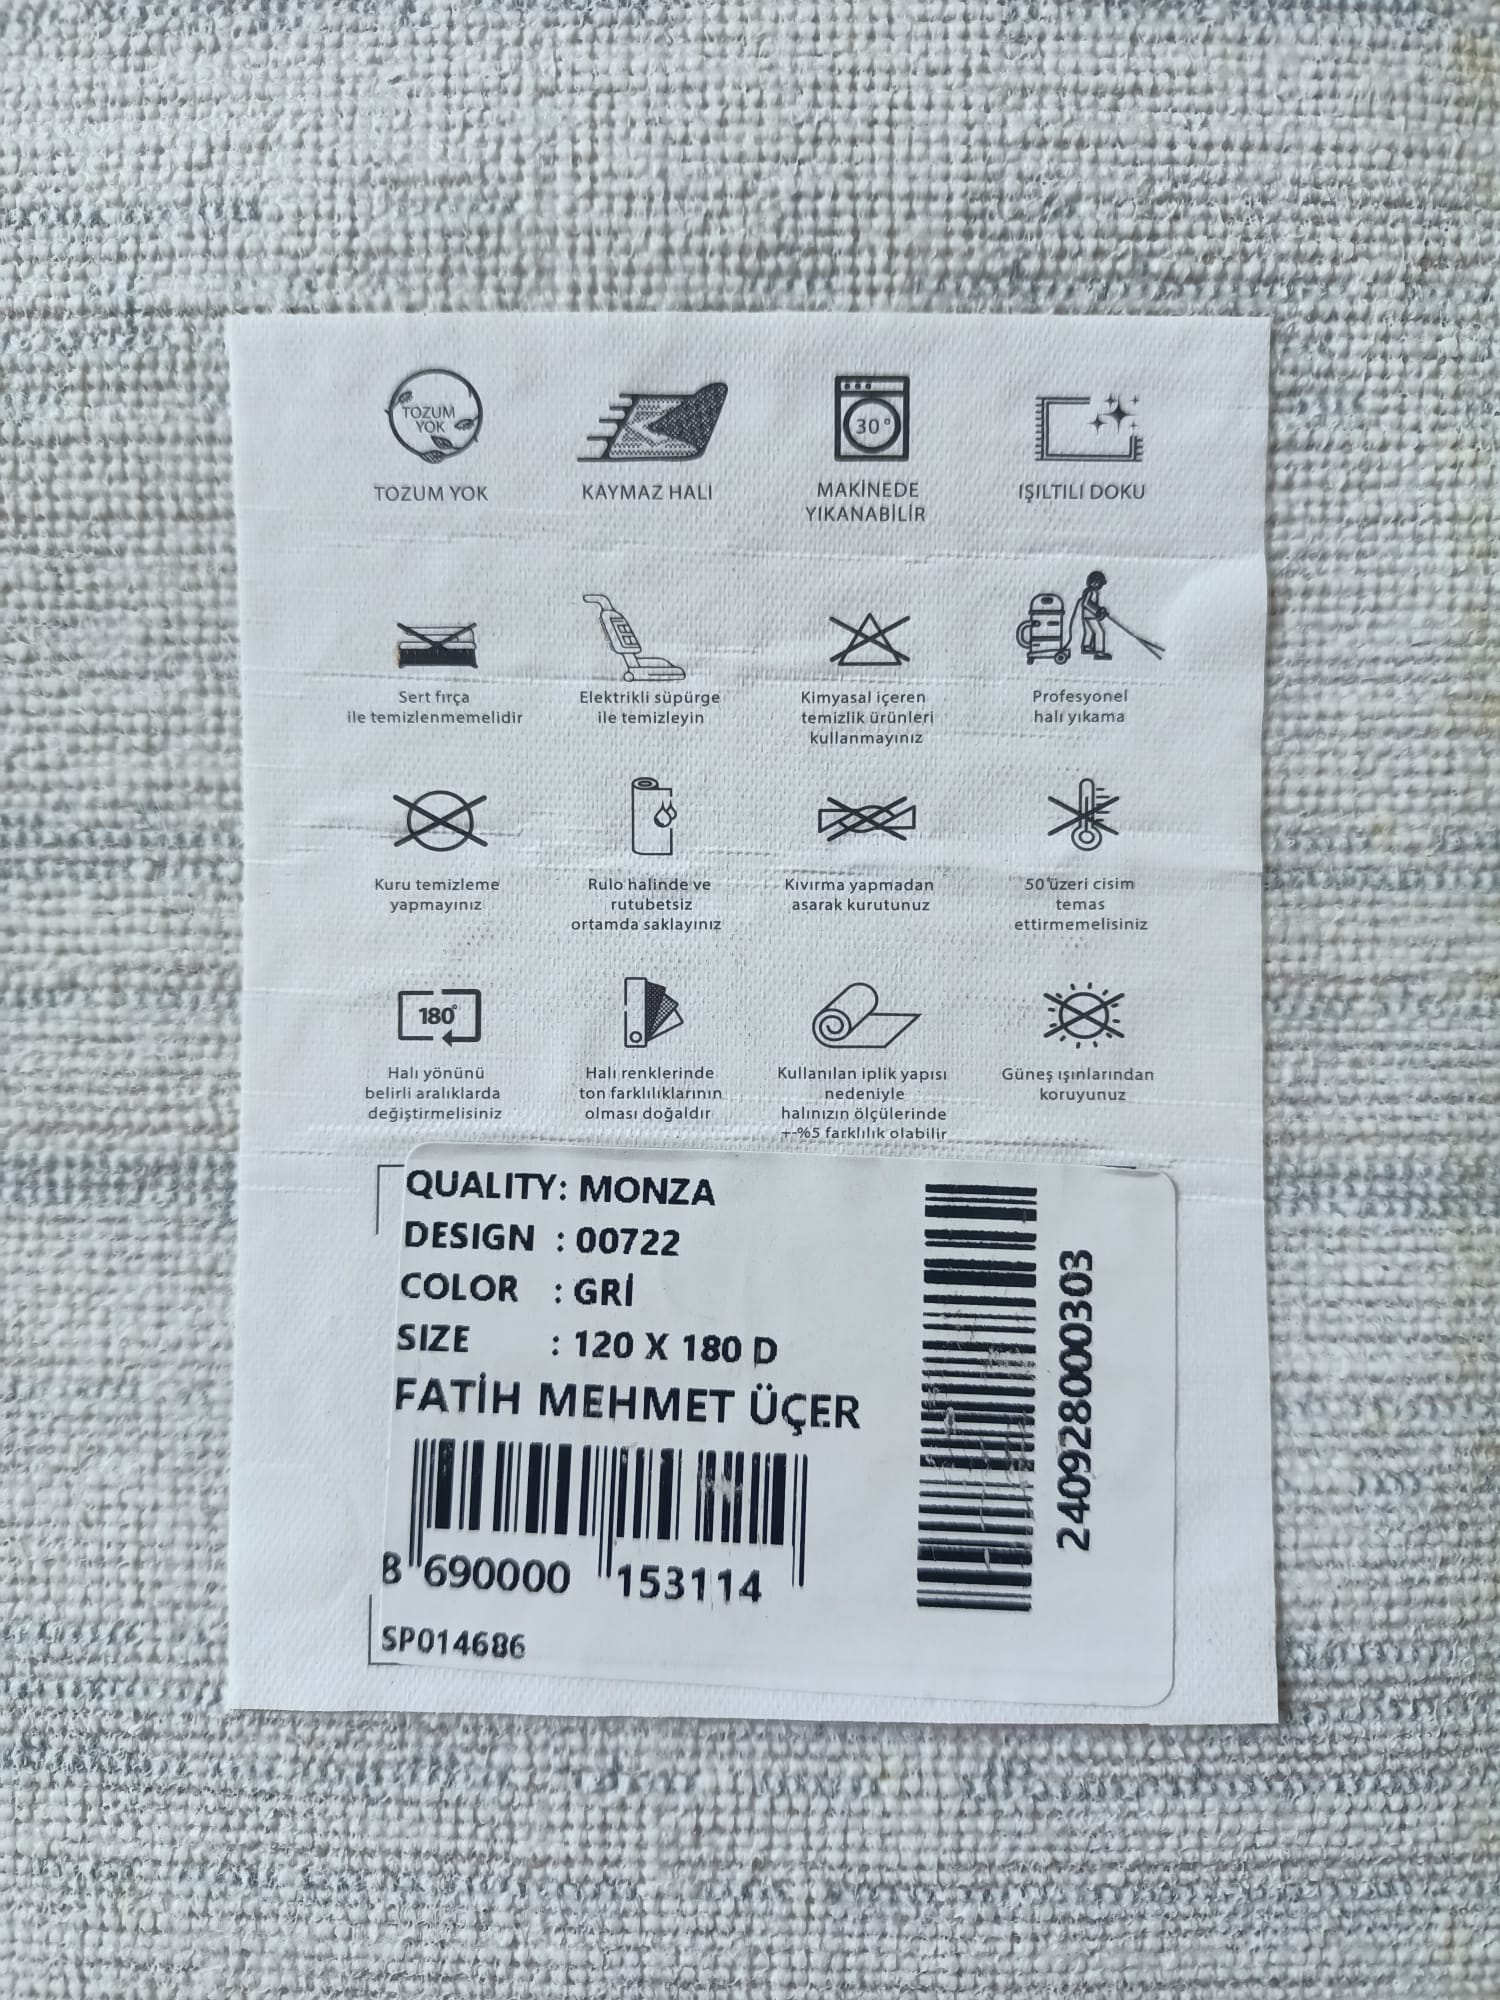 TOZUM
YOK
TOZUM YOK
KAYMAZ HALI
30°
MAKİNEDE
YIKANABİLİR
IŞILTILI DOKU
Sert fırça
ile temizlenmemelidir
Elektrikli süpürge
ile temizleyin
Kimyasal içeren
temizlik ürünleri
kullanmayınız
Profesyonel
halı yıkama
Kuru temizleme
yapmayınız
Rulo halinde ve
rutubetsiz
ortamda saklayınız
Kıvırma yapmadan
asarak kurutunuz
50°üzeri cisim
temas
ettirmemelisiniz
180°
Halı yönünü
belirli aralıklarda
değiştirmelisiniz
Halı renklerinde
ton farklılıklarının
olması doğaldır
Kullanılan iplik yapısı
nedeniyle
halınızın ölçülerinde
+-%5 farklılık olabilir
Güneş ışınlarından
koruyunuz
QUALITY: MONZA
DESIGN : 00722
COLOR : GRİ
SIZE : 120 X 180 D
FATİH MEHMET ÜÇER
8 690000 153114
SP014686
2409280000303